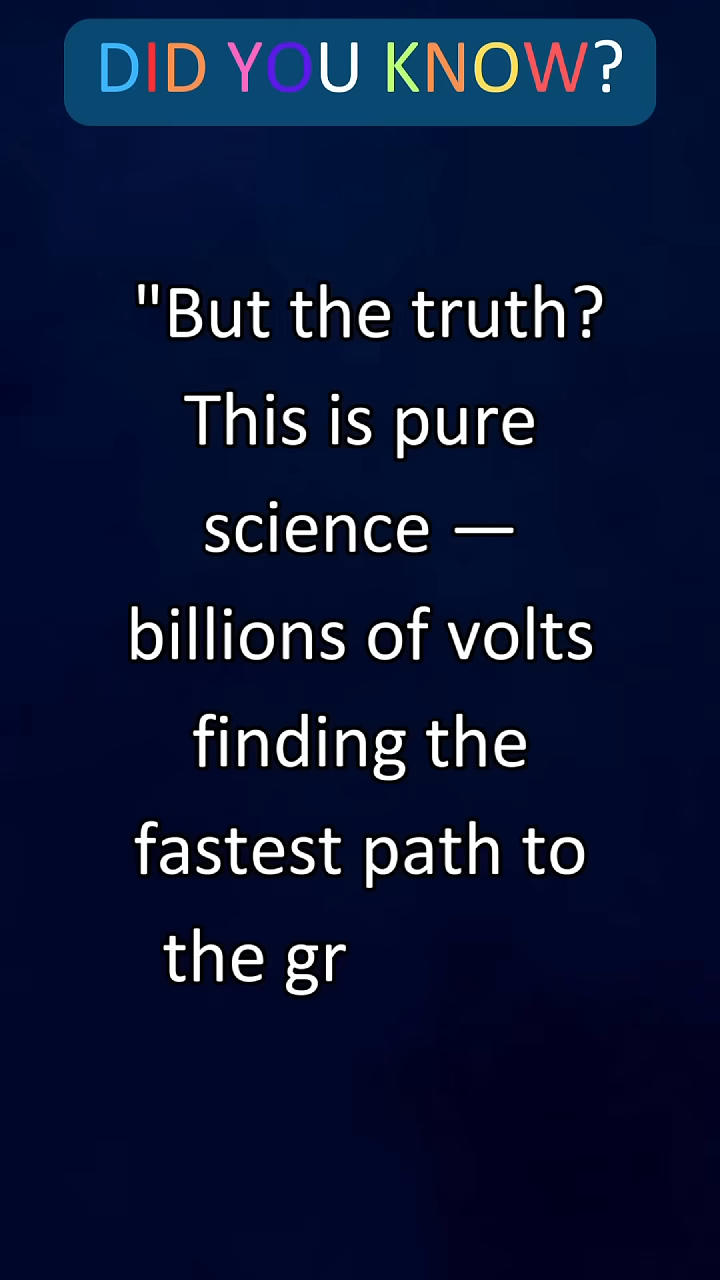 DID YOU KNOW?
"But the truth?
This is pure
science —
billions of volts
finding the
fastest path to
the gr